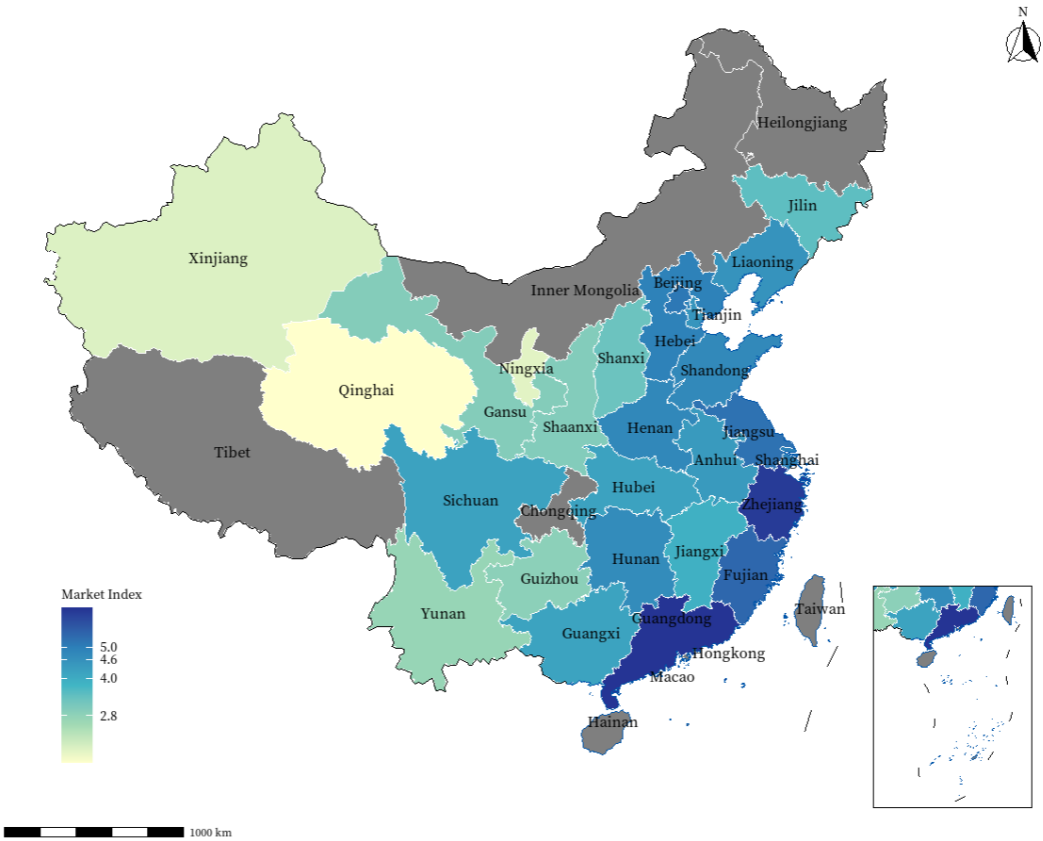 N
Heilongjiang
Jilin
Xinjiang
Liaoning
Beijing
Inner Mongolia
Tianjin
Hebei
Shanxi
Ningxia
Shandong
Qinghai
Gansu
Shaanxi
Henan
Jiangsu
Tibet
Anhui
Shanghai
Hubei
Sichuan
Zhejiang
Chongqing
Jiangxi
Hunan
Fujian
Guizhou
Market Index
Taiwan
Yunan
Guangdong
Guangxi
5.0
Hongkong
4.6
Macao
4.0
2.8
Hainan
1000 km